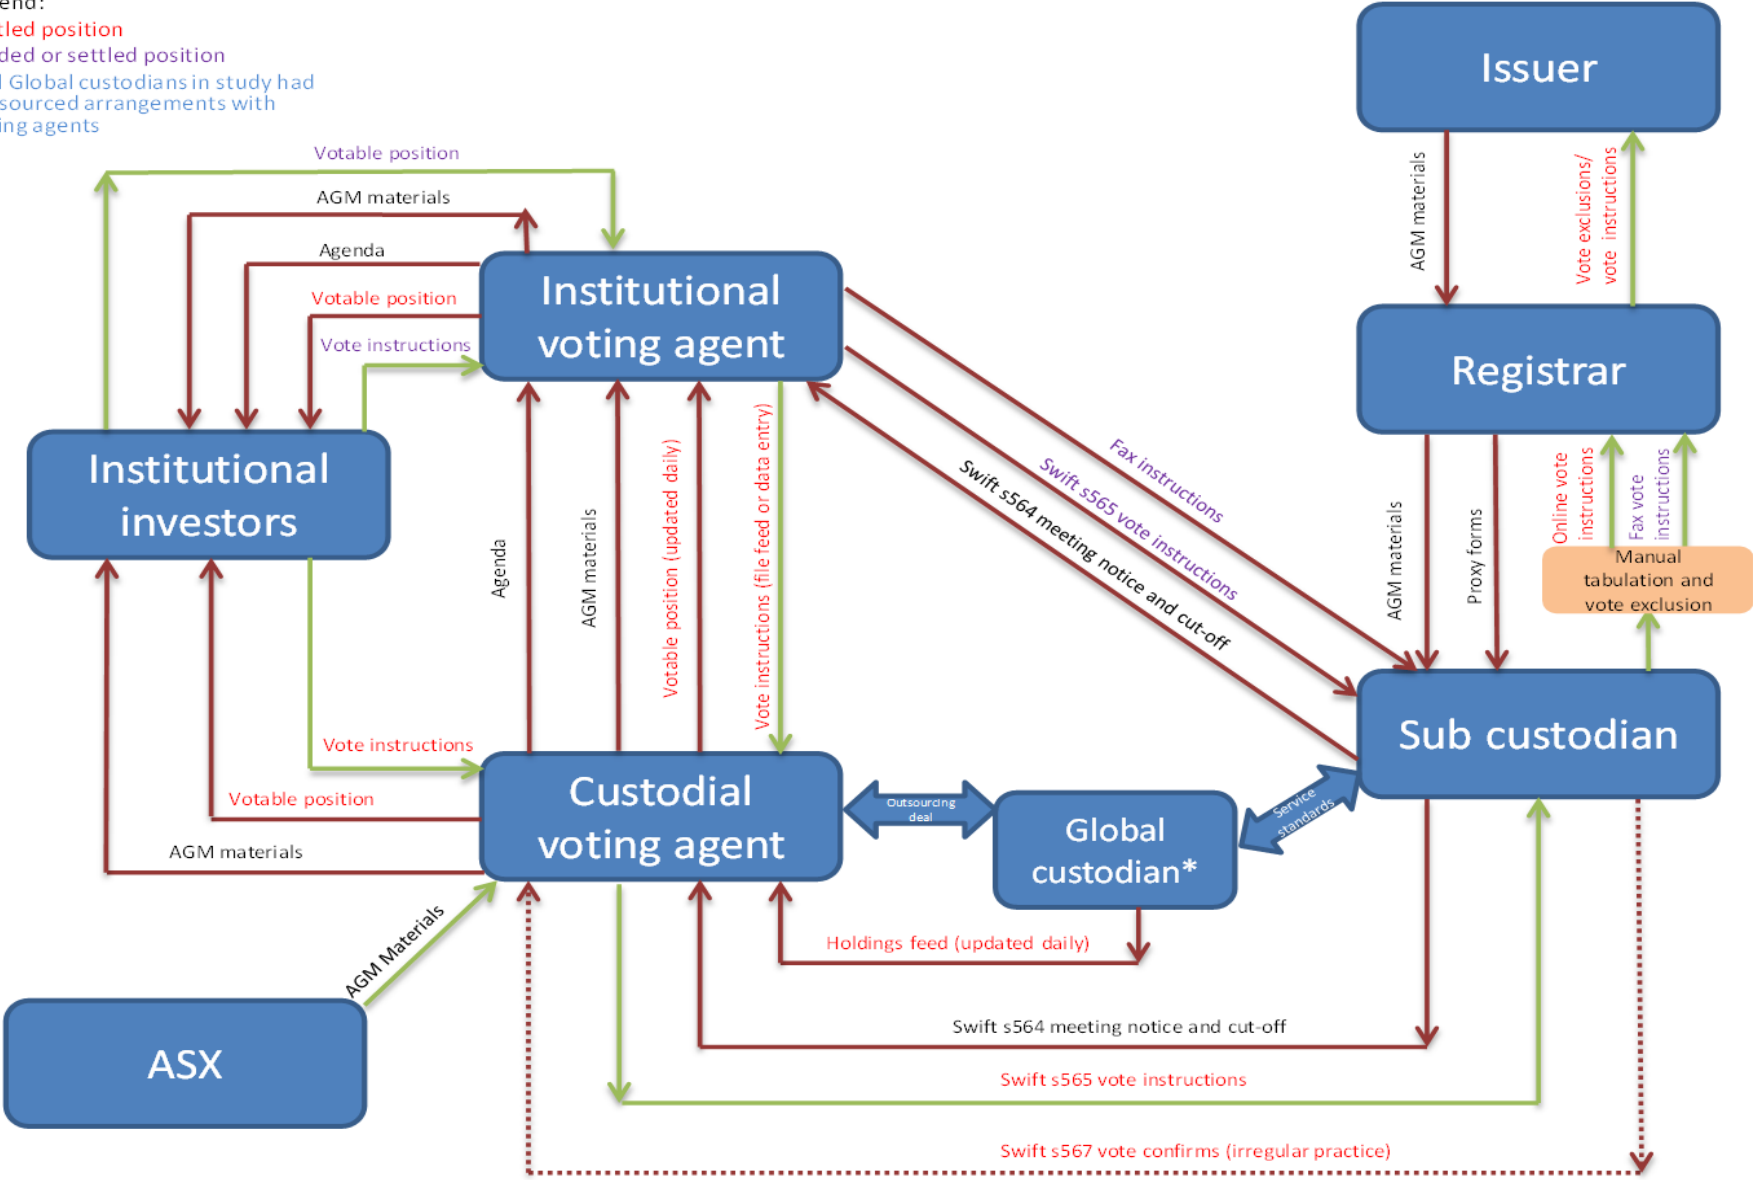 end:
tled position
ded or settled position
l Global custodians in study had
sourced arrangements with
ing agents
Issuer
Votable position
AGM materials
Agenda
Votable position
Vote instructions
Institutional
voting agent
AGM materials
Vote exclusions/
vote instructions
Registrar
Institutional
investors
Agenda
AGM materials
Votable position (updated daily)
Vote instructions (file feed or data entry)
Fax instructions
Swift s565 vote instructions
Swift s564 meeting notice and cut-off
AGM materials
Proxy forms
Online vote
instructions
Fax vote
instructions
Manual
tabulation and
vote exclusion
Sub custodian
Vote instructions
Votable position
AGM materials
Custodial
voting agent
Outsourcing
deal
Global
custodian*
Service
standards
AGM Materials
ASX
Holdings feed (updated daily)
Swift s564 meeting notice and cut-off
Swift s565 vote instructions
Swift s567 vote confirms (irregular practice)